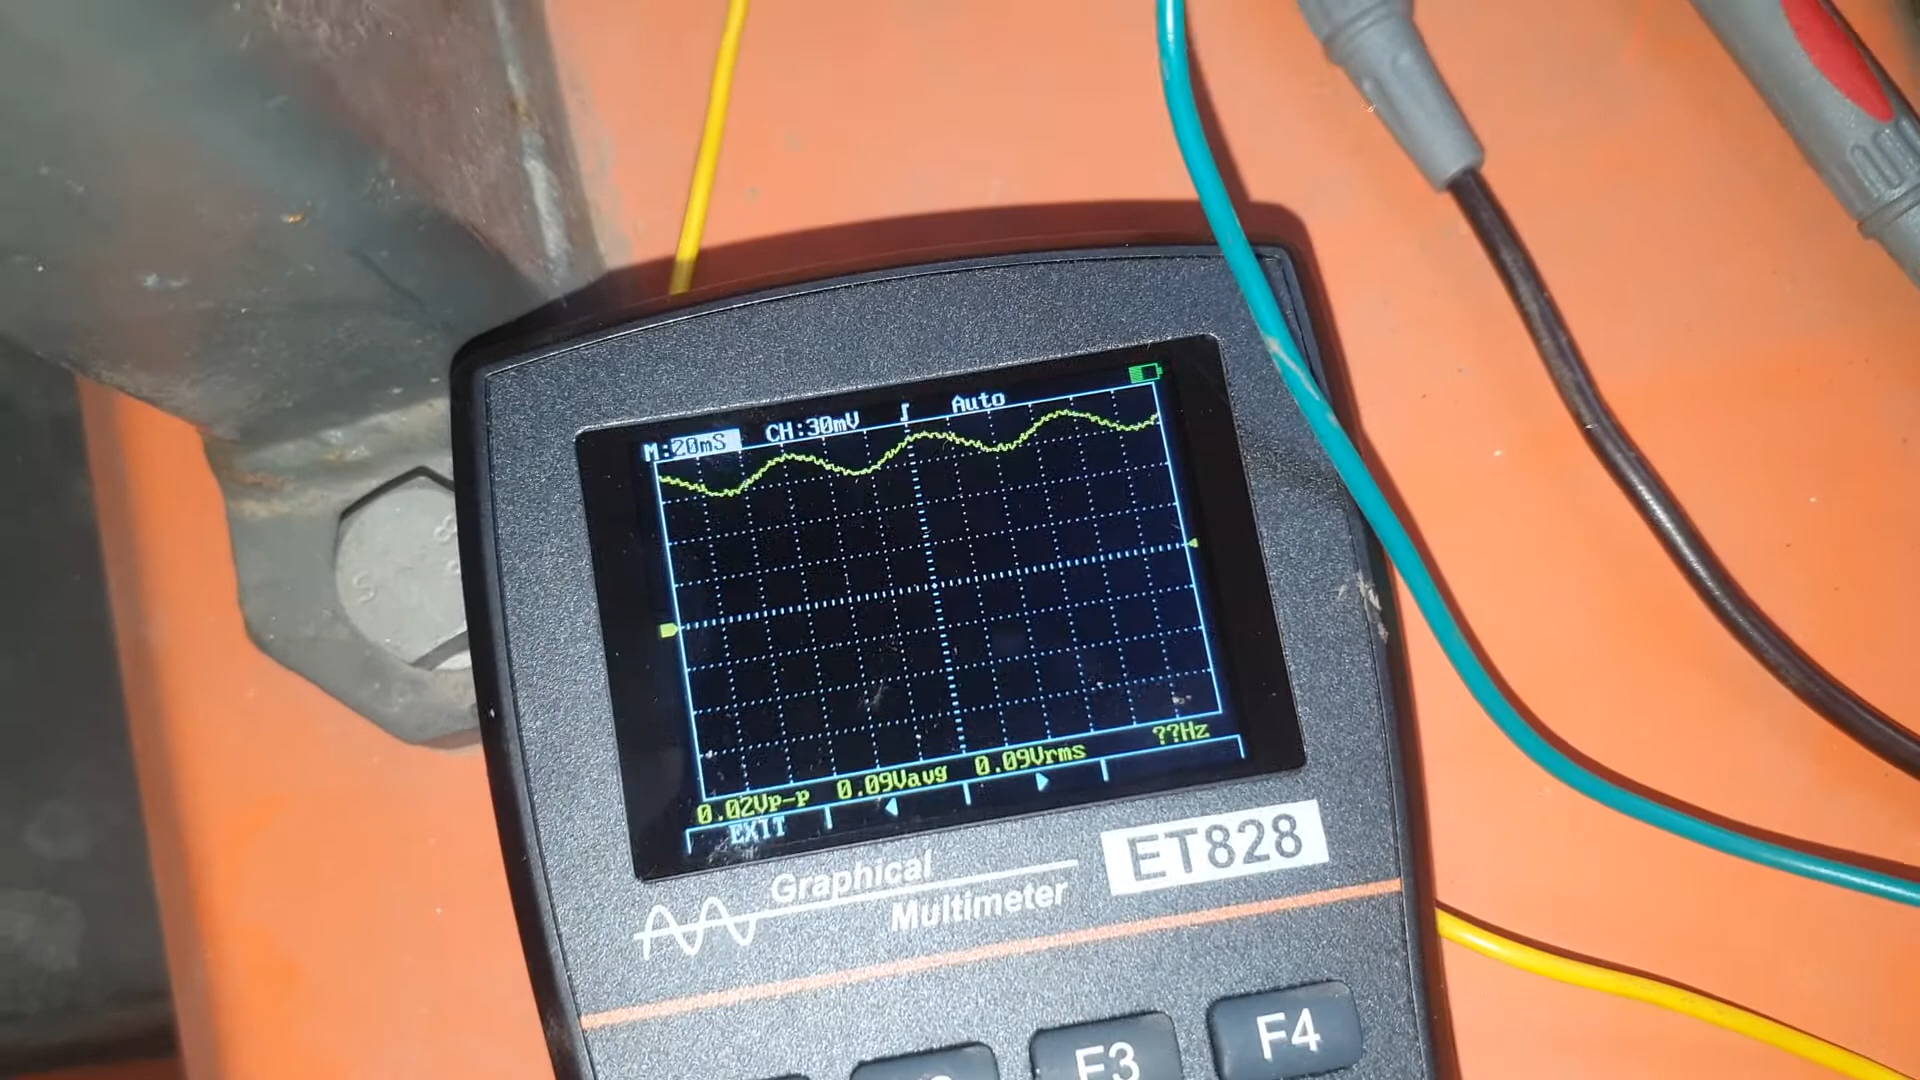 M:20mS CH:30mV Auto
0.02Vp-p 0.09Vavg 0.09Vrms ??Hz
EXIT
Graphical
Multimeter
ET828
F3
F4